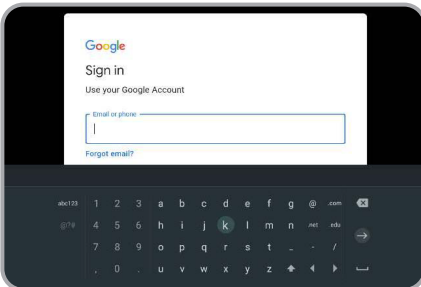 Google
Sign in
Use your Google Account
Email or phone
Forgot email?
abc123 1 2 3 a b c d e f g @ .com
@!?# 4 5 6 h i j k l m n .net .edu
7 8 9 o p q r s t _ - /
, 0 . u v w x y z